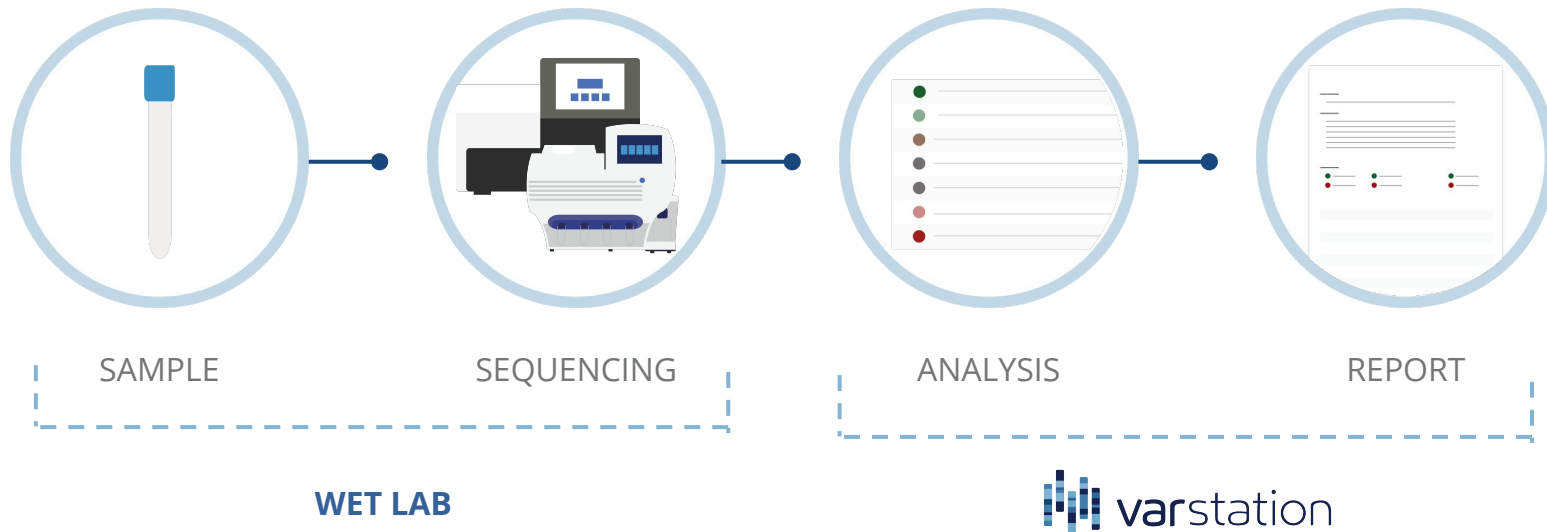 SAMPLE
SEQUENCING
ANALYSIS
REPORT
WET LAB
varstation